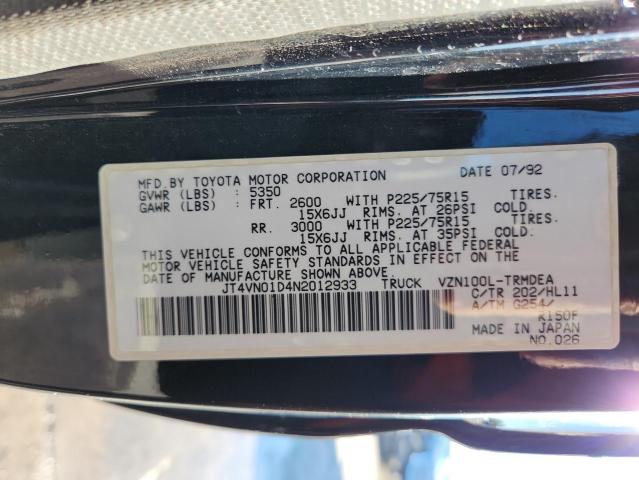 MFD.BY TOYOTA MOTOR CORPORATION DATE 07/92
GVWR (LBS) : 5350
GAWR (LBS) : FRT. 2600 WITH P225/75R15 TIRES.
15X6JJ RIMS. AT 26PSI COLD.
RR. 3000 WITH P225/75R15 TIRES.
15X6JJ RIMS. AT 35PSI COLD.
THIS VEHICLE CONFORMS TO ALL APPLICABLE FEDERAL
MOTOR VEHICLE SAFETY STANDARDS IN EFFECT ON THE
DATE OF MANUFACTURE SHOWN ABOVE.
JT4VN01D4N2012933 TRUCK VZN100L-TRMDEA
C/TR 202/HL11
A/TM G254/
R150F
MADE IN JAPAN
NO.026